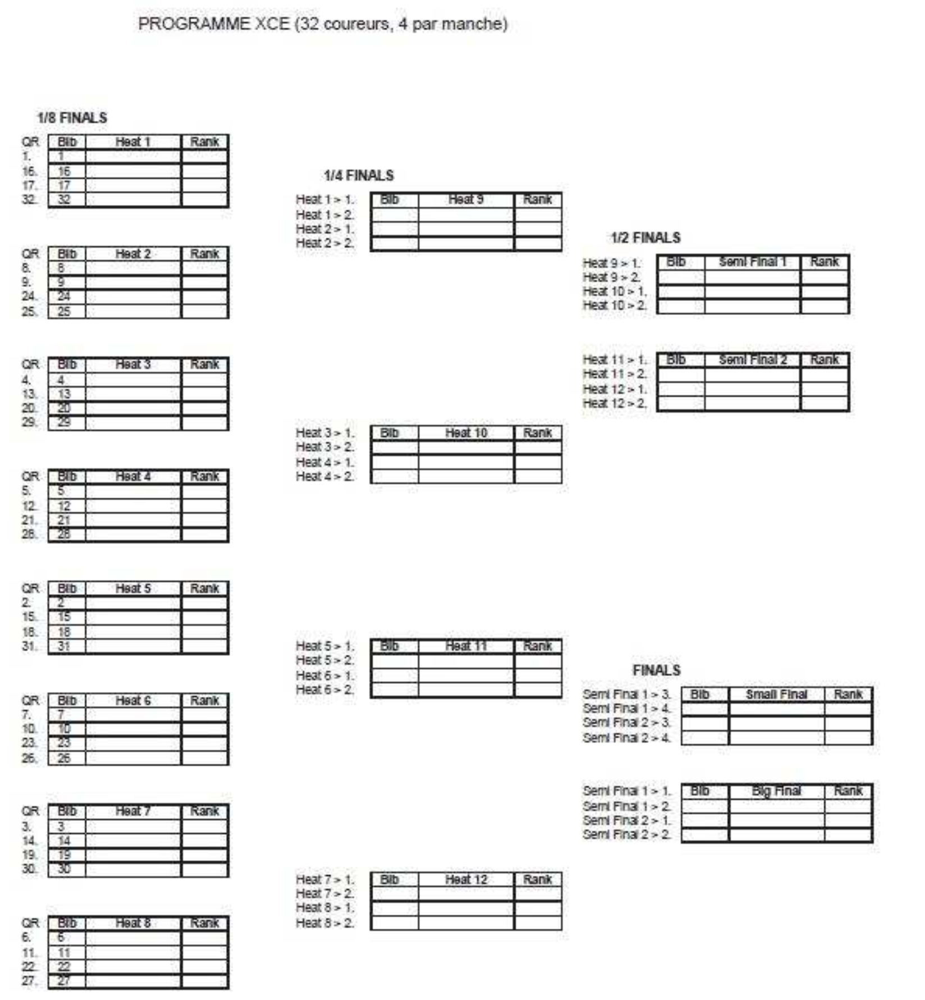 PROGRAMME XCE (32 coureurs, 4 par manche)
1/8 FINALS
QR Bib Heat 1 Rank
1. 1
16. 16
17. 17
32. 32
QR Bib Heat 2 Rank
8. 8
9. 9
24. 24
25. 25
QR Bib Heat 3 Rank
4. 4
13. 13
20. 20
29. 29
QR Bib Heat 4 Rank
5. 5
12. 12
21. 21
28. 28
QR Bib Heat 5 Rank
2. 2
15. 15
18. 18
31. 31
QR Bib Heat 6 Rank
7. 7
10. 10
23. 23
26. 26
QR Bib Heat 7 Rank
3. 3
14. 14
19. 19
30. 30
QR Bib Heat 8 Rank
6. 6
11. 11
22. 22
27. 27
1/4 FINALS
Heat 1 > 1. Bib Heat 9 Rank
Heat 1 > 2.
Heat 2 > 1.
Heat 2 > 2.
Heat 3 > 1. Bib Heat 10 Rank
Heat 3 > 2.
Heat 4 > 1.
Heat 4 > 2.
Heat 5 > 1. Bib Heat 11 Rank
Heat 5 > 2.
Heat 6 > 1.
Heat 6 > 2.
Heat 7 > 1. Bib Heat 12 Rank
Heat 7 > 2.
Heat 8 > 1.
Heat 8 > 2.
1/2 FINALS
Heat 9 > 1. Bib Semi Final 1 Rank
Heat 9 > 2.
Heat 10 > 1.
Heat 10 > 2.
Heat 11 > 1. Bib Semi Final 2 Rank
Heat 11 > 2.
Heat 12 > 1.
Heat 12 > 2.
FINALS
Semi Final 1 > 3. Bib Small Final Rank
Semi Final 1 > 4.
Semi Final 2 > 3.
Semi Final 2 > 4.
Semi Final 1 > 1. Bib Big Final Rank
Semi Final 1 > 2.
Semi Final 2 > 1.
Semi Final 2 > 2.